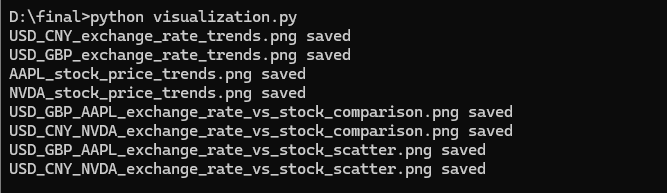 D:\final>python visualization.py
USD_CNY_exchange_rate_trends.png saved
USD_GBP_exchange_rate_trends.png saved
AAPL_stock_price_trends.png saved
NVDA_stock_price_trends.png saved
USD_GBP_AAPL_exchange_rate_vs_stock_comparison.png saved
USD_CNY_NVDA_exchange_rate_vs_stock_comparison.png saved
USD_GBP_AAPL_exchange_rate_vs_stock_scatter.png saved
USD_CNY_NVDA_exchange_rate_vs_stock_scatter.png saved